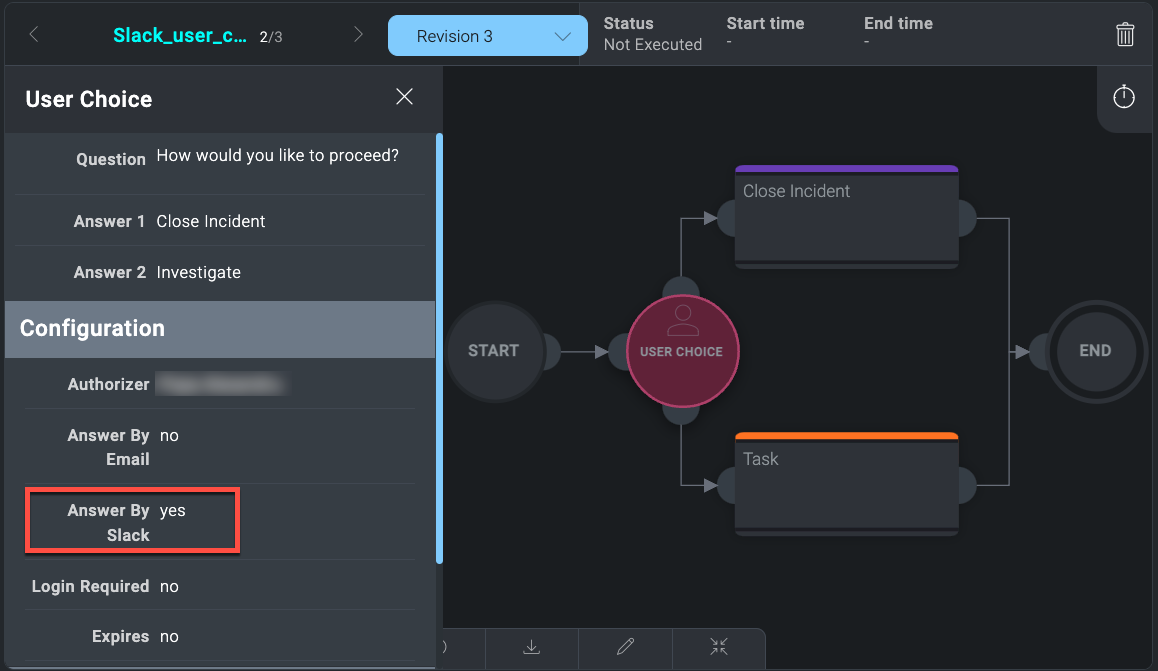 Slack_user_c... 2/3
Revision 3
Status
Not Executed
Start time
-
End time
-
User Choice
Question How would you like to proceed?
Answer 1 Close Incident
Answer 2 Investigate
Configuration
Authorizer
Answer By no
Email
Answer By yes
Slack
Login Required no
Expires no
START
USER CHOICE
Close Incident
Task
END